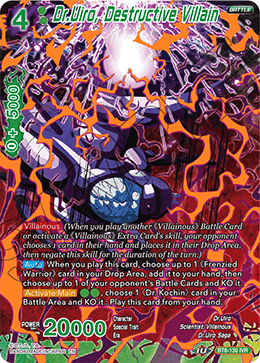 BATTLE
4
Dr.Uiro, Destructive Villain
+ 5000
Villainous (When you play another 《Villainous》 Battle Card
or activate a 《Villainous》 Extra Card's skill, your opponent
chooses 1 card in their hand and places it in their Drop Area,
then negate this skill for the duration of the turn.)
Auto When you play this card, choose up to 1 《Frenzied
Warrior》 card in your Drop Area, add it to your hand, then
choose up to 1 of your opponent's Battle Cards and KO it.
Activate:Main choose 1 〈Dr. Kochin〉 card in your
Battle Area and KO it : Play this card from your hand.
POWER 20000
Character Dr.Uiro
Special Trait Scientist/Villainous
Era Dr.Uiro Saga
BT8-130 IVR